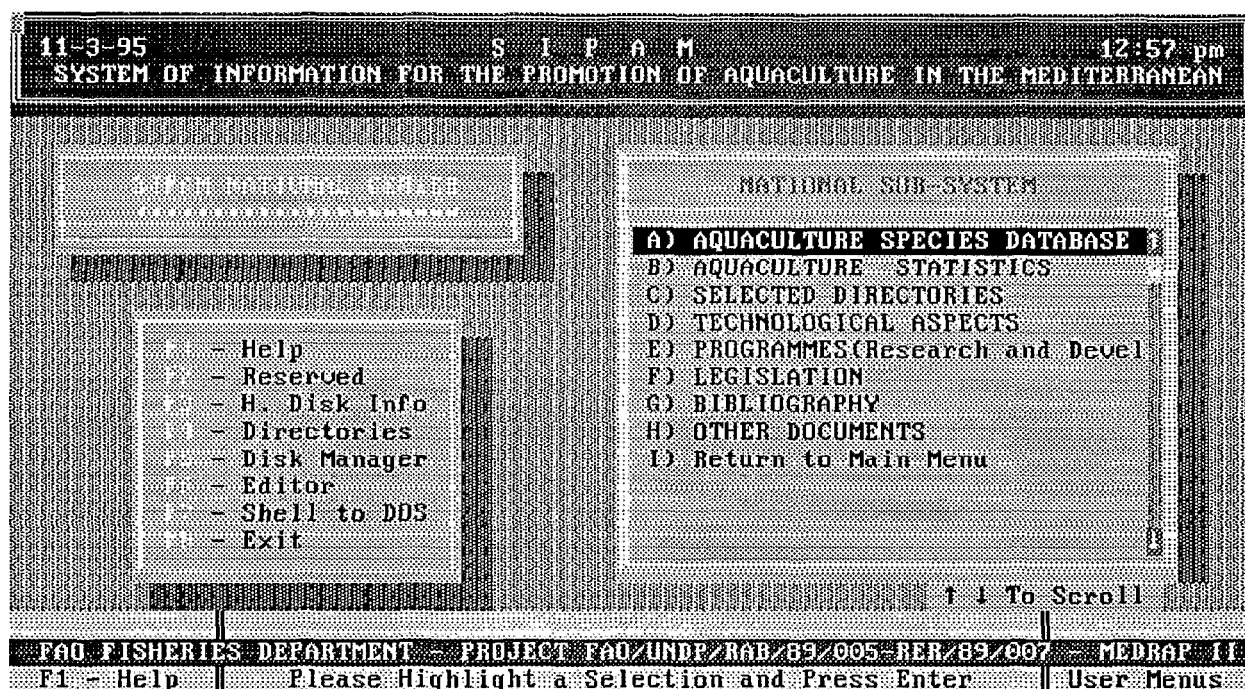 11-3-95 S I P A M 12:57 pm
SYSTEM OF INFORMATION FOR THE PROMOTION OF AQUACULTURE IN THE MEDITERRANEAN
NATIONAL SUB-SYSTEM
A) AQUACULTURE SPECIES DATABASE ↑
B) AQUACULTURE STATISTICS
C) SELECTED DIRECTORIES
D) TECHNOLOGICAL ASPECTS
E) PROGRAMMES(Research and Devel
F) LEGISLATION
G) BIBLIOGRAPHY
H) OTHER DOCUMENTS
I) Return to Main Menu
- Help
- Reserved
- H. Disk Info
- Directories
- Disk Manager
- Editor
- Shell to DOS
- Exit
↑ ↓ To Scroll
FAO FISHERIES DEPARTMENT - PROJECT FAO/UNDP/RAB/89/005-RER/89/007 - MEDRAP II
F1 - Help Please Highlight a Selection and Press Enter User Menus